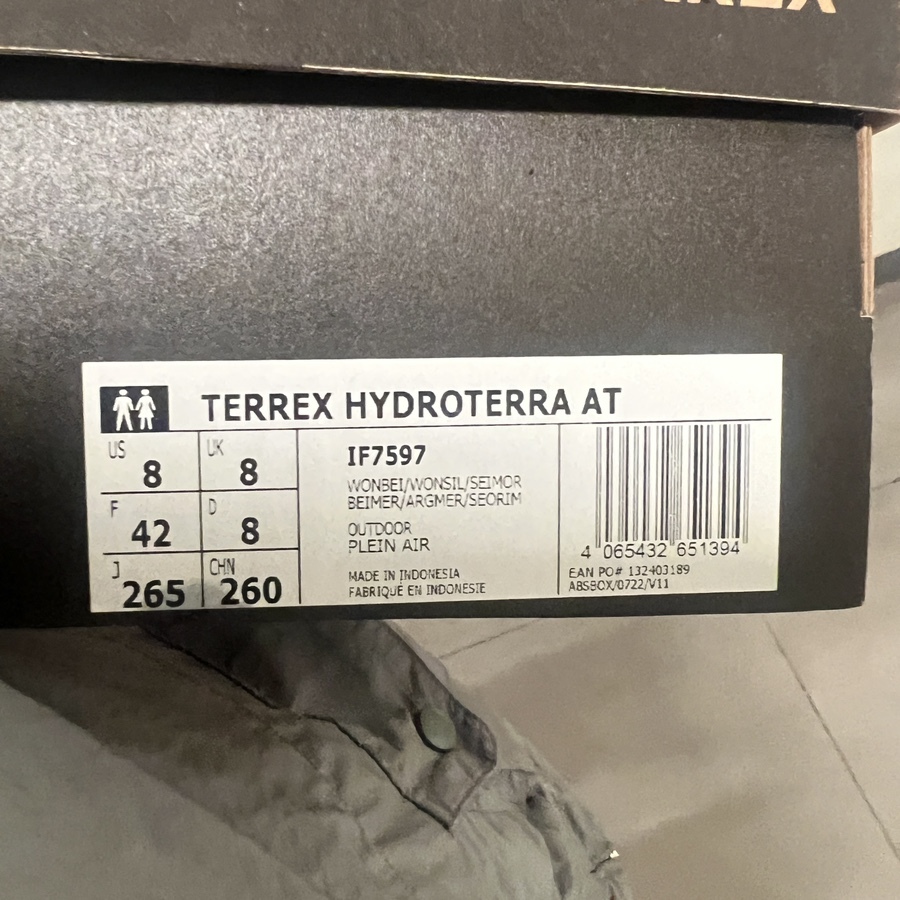 TERREX HYDROTERRA AT
US 8 UK 8
F 42 D 8
J 265 CHN 260
IF7597
WONBEI/WONSIL/SEIMOR
BEIMER/ARGMER/SEORIM
OUTDOOR
PLEIN AIR
MADE IN INDONESIA
FABRIQUÉ EN INDONESIE
4 065432 651394
EAN PO# 132403189
ABSBOX/0722/V11